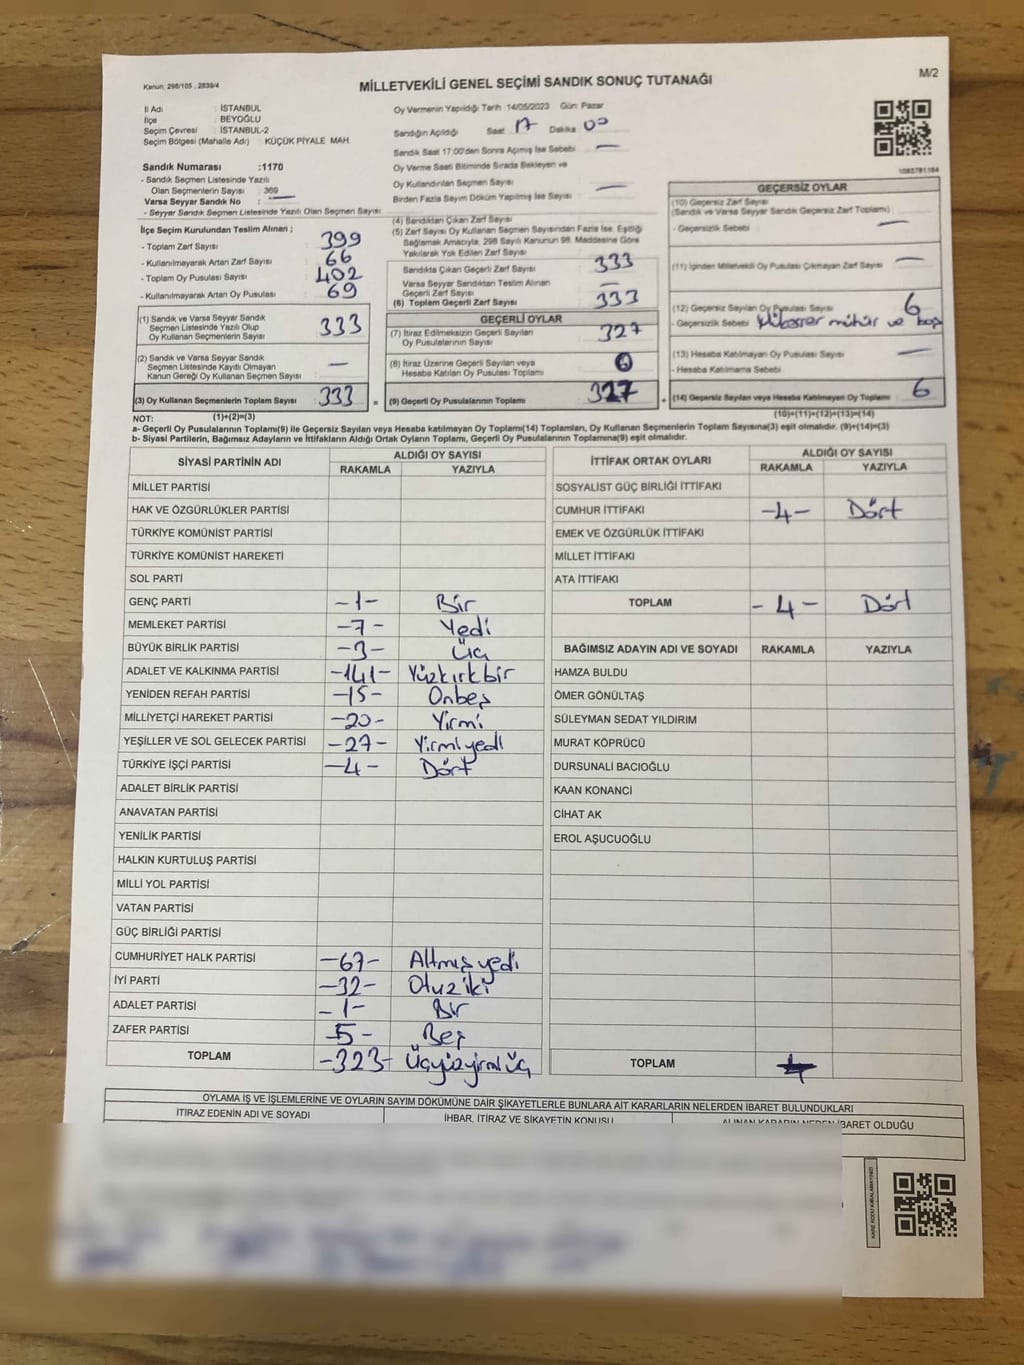 Kanun: 298/105 , 2839/4
MİLLETVEKİLİ GENEL SEÇİMİ SANDIK SONUÇ TUTANAĞI
M/2
İl Adı : İSTANBUL
İlçe : BEYOĞLU
Seçim Çevresi : İSTANBUL-2
Seçim Bölgesi (Mahalle Adı) : KÜÇÜK PİYALE MAH.
Sandık Numarası :1170
- Sandık Seçmen Listesinde Yazılı
Olan Seçmenlerin Sayısı : 369
Varsa Seyyar Sandık No : —
- Seyyar Sandık Seçmen Listesinde Yazılı Olan Seçmen Sayısı:
İlçe Seçim Kurulundan Teslim Alınan ;
- Toplam Zarf Sayısı 399
- Kullanılmayarak Artan Zarf Sayısı 66
- Toplam Oy Pusulası Sayısı 402
- Kullanılmayarak Artan Oy Pusulası 69
(1) Sandık ve Varsa Seyyar Sandık
Seçmen Listesinde Yazılı Olup
Oy Kullanan Seçmenlerin Sayısı 333
(2) Sandık ve Varsa Seyyar Sandık
Seçmen Listesinde Kayıtlı Olmayan
Kanun Gereği Oy Kullanan Seçmen Sayısı : —
(3) Oy Kullanan Seçmenlerin Toplam Sayısı 333 =
Oy Vermenin Yapıldığı Tarih :14/05/2023 Gün: Pazar
Sandığın Açıldığı Saat : 17 Dakika : 00
Sandık Saat 17:00'den Sonra Açılmış İse Sebebi : —
Oy Verme Saati Bitiminde Sırada Bekleyen ve
Oy Kullandırılan Seçmen Sayısı : —
Birden Fazla Sayım Döküm Yapılmış İse Sayısı :
(4) Sandıktan Çıkan Zarf Sayısı
(5) Zarf Sayısı Oy Kullanan Seçmen Sayısından Fazla İse, Eşitliği
Sağlamak Amacıyla, 298 Sayılı Kanunun 98. Maddesine Göre
Yakılarak Yok Edilen Zarf Sayısı
Sandıkta Çıkan Geçerli Zarf Sayısı 333
Varsa Seyyar Sandıktan Teslim Alınan
Geçerli Zarf Sayısı —
(6) Toplam Geçerli Zarf Sayısı 333
GEÇERLİ OYLAR
(7) İtiraz Edilmeksizin Geçerli Sayılan
Oy Pusulalarının Sayısı 327
(8) İtiraz Üzerine Geçerli Sayılan veya
Hesaba Katılan Oy Pusulası Toplamı
(9) Geçerli Oy Pusulalarının Toplamı 327 +
1083781164
GEÇERSİZ OYLAR
(10) Geçersiz Zarf Sayısı
(Sandık ve Varsa Seyyar Sandık Geçersiz Zarf Toplamı)
- Geçersizlik Sebebi : —
(11) İçinden Milletvekili Oy Pusulası Çıkmayan Zarf Sayısı —
(12) Geçersiz Sayılan Oy Pusulası Sayısı 6
- Geçersizlik Sebebi mühür ve boş
(13) Hesaba Katılmayan Oy Pusulası Sayısı —
- Hesaba Katılmama Sebebi
(14) Geçersiz Sayılan veya Hesaba Katılmayan Oy Toplamı 6
NOT: (1)+(2)=(3) (10)+(11)+(12)+(13)=(14)
a- Geçerli Oy Pusulalarının Toplamı(9) ile Geçersiz Sayılan veya Hesaba Katılmayan Oy Toplamı(14) Toplamları, Oy Kullanan Seçmenlerin Toplam Sayısına(3) eşit olmalıdır. (9)+(14)=(3)
b- Siyasi Partilerin, Bağımsız Adayların ve İttifakların Aldığı Ortak Oyların Toplamı, Geçerli Oy Pusulalarının Toplamına(9) eşit olmalıdır.
SİYASİ PARTİNİN ADI ALDIĞI OY SAYISI
RAKAMLA YAZIYLA
MİLLET PARTİSİ
HAK VE ÖZGÜRLÜKLER PARTİSİ
TÜRKİYE KOMÜNİST PARTİSİ
TÜRKİYE KOMÜNİST HAREKETİ
SOL PARTİ
GENÇ PARTİ -1- Bir
MEMLEKET PARTİSİ -7- Yedi
BÜYÜK BİRLİK PARTİSİ -3- Üç
ADALET VE KALKINMA PARTİSİ -141- Yüzkırkbir
YENİDEN REFAH PARTİSİ -15- Onbeş
MİLLİYETÇİ HAREKET PARTİSİ -20- Yirmi
YEŞİLLER VE SOL GELECEK PARTİSİ -27- Yirmiyedi
TÜRKİYE İŞÇİ PARTİSİ -4- Dört
ADALET BİRLİK PARTİSİ
ANAVATAN PARTİSİ
YENİLİK PARTİSİ
HALKIN KURTULUŞ PARTİSİ
MİLLİ YOL PARTİSİ
VATAN PARTİSİ
GÜÇ BİRLİĞİ PARTİSİ
CUMHURİYET HALK PARTİSİ -67- Altmışyedi
İYİ PARTİ -32- Otuziki
ADALET PARTİSİ -1- Bir
ZAFER PARTİSİ -5- Beş
TOPLAM -323- Üçyüzyirmiüç
İTTİFAK ORTAK OYLARI ALDIĞI OY SAYISI
RAKAMLA YAZIYLA
SOSYALİST GÜÇ BİRLİĞİ İTTİFAKI
CUMHUR İTTİFAKI -4- Dört
EMEK VE ÖZGÜRLÜK İTTİFAKI
MİLLET İTTİFAKI
ATA İTTİFAKI
TOPLAM -4- Dört
BAĞIMSIZ ADAYIN ADI VE SOYADI RAKAMLA YAZIYLA
HAMZA BULDU
ÖMER GÖNÜLTAŞ
SÜLEYMAN SEDAT YILDIRIM
MURAT KÖPRÜCÜ
DURSUNALİ BACIOĞLU
KAAN KONANCİ
CİHAT AK
EROL AŞUCUOĞLU
TOPLAM
OYLAMA İŞ VE İŞLEMLERİNE VE OYLARIN SAYIM DÖKÜMÜNE DAİR ŞİKAYETLERLE BUNLARA AİT KARARLARIN NELERDEN İBARET BULUNDUKLARI
İTİRAZ EDENİN ADI VE SOYADI İHBAR, İTİRAZ VE ŞİKAYETİN KONUSU ALINAN KARARIN NEDEN İBARET OLDUĞU
KARE KODU KARALAMAYINIZ!